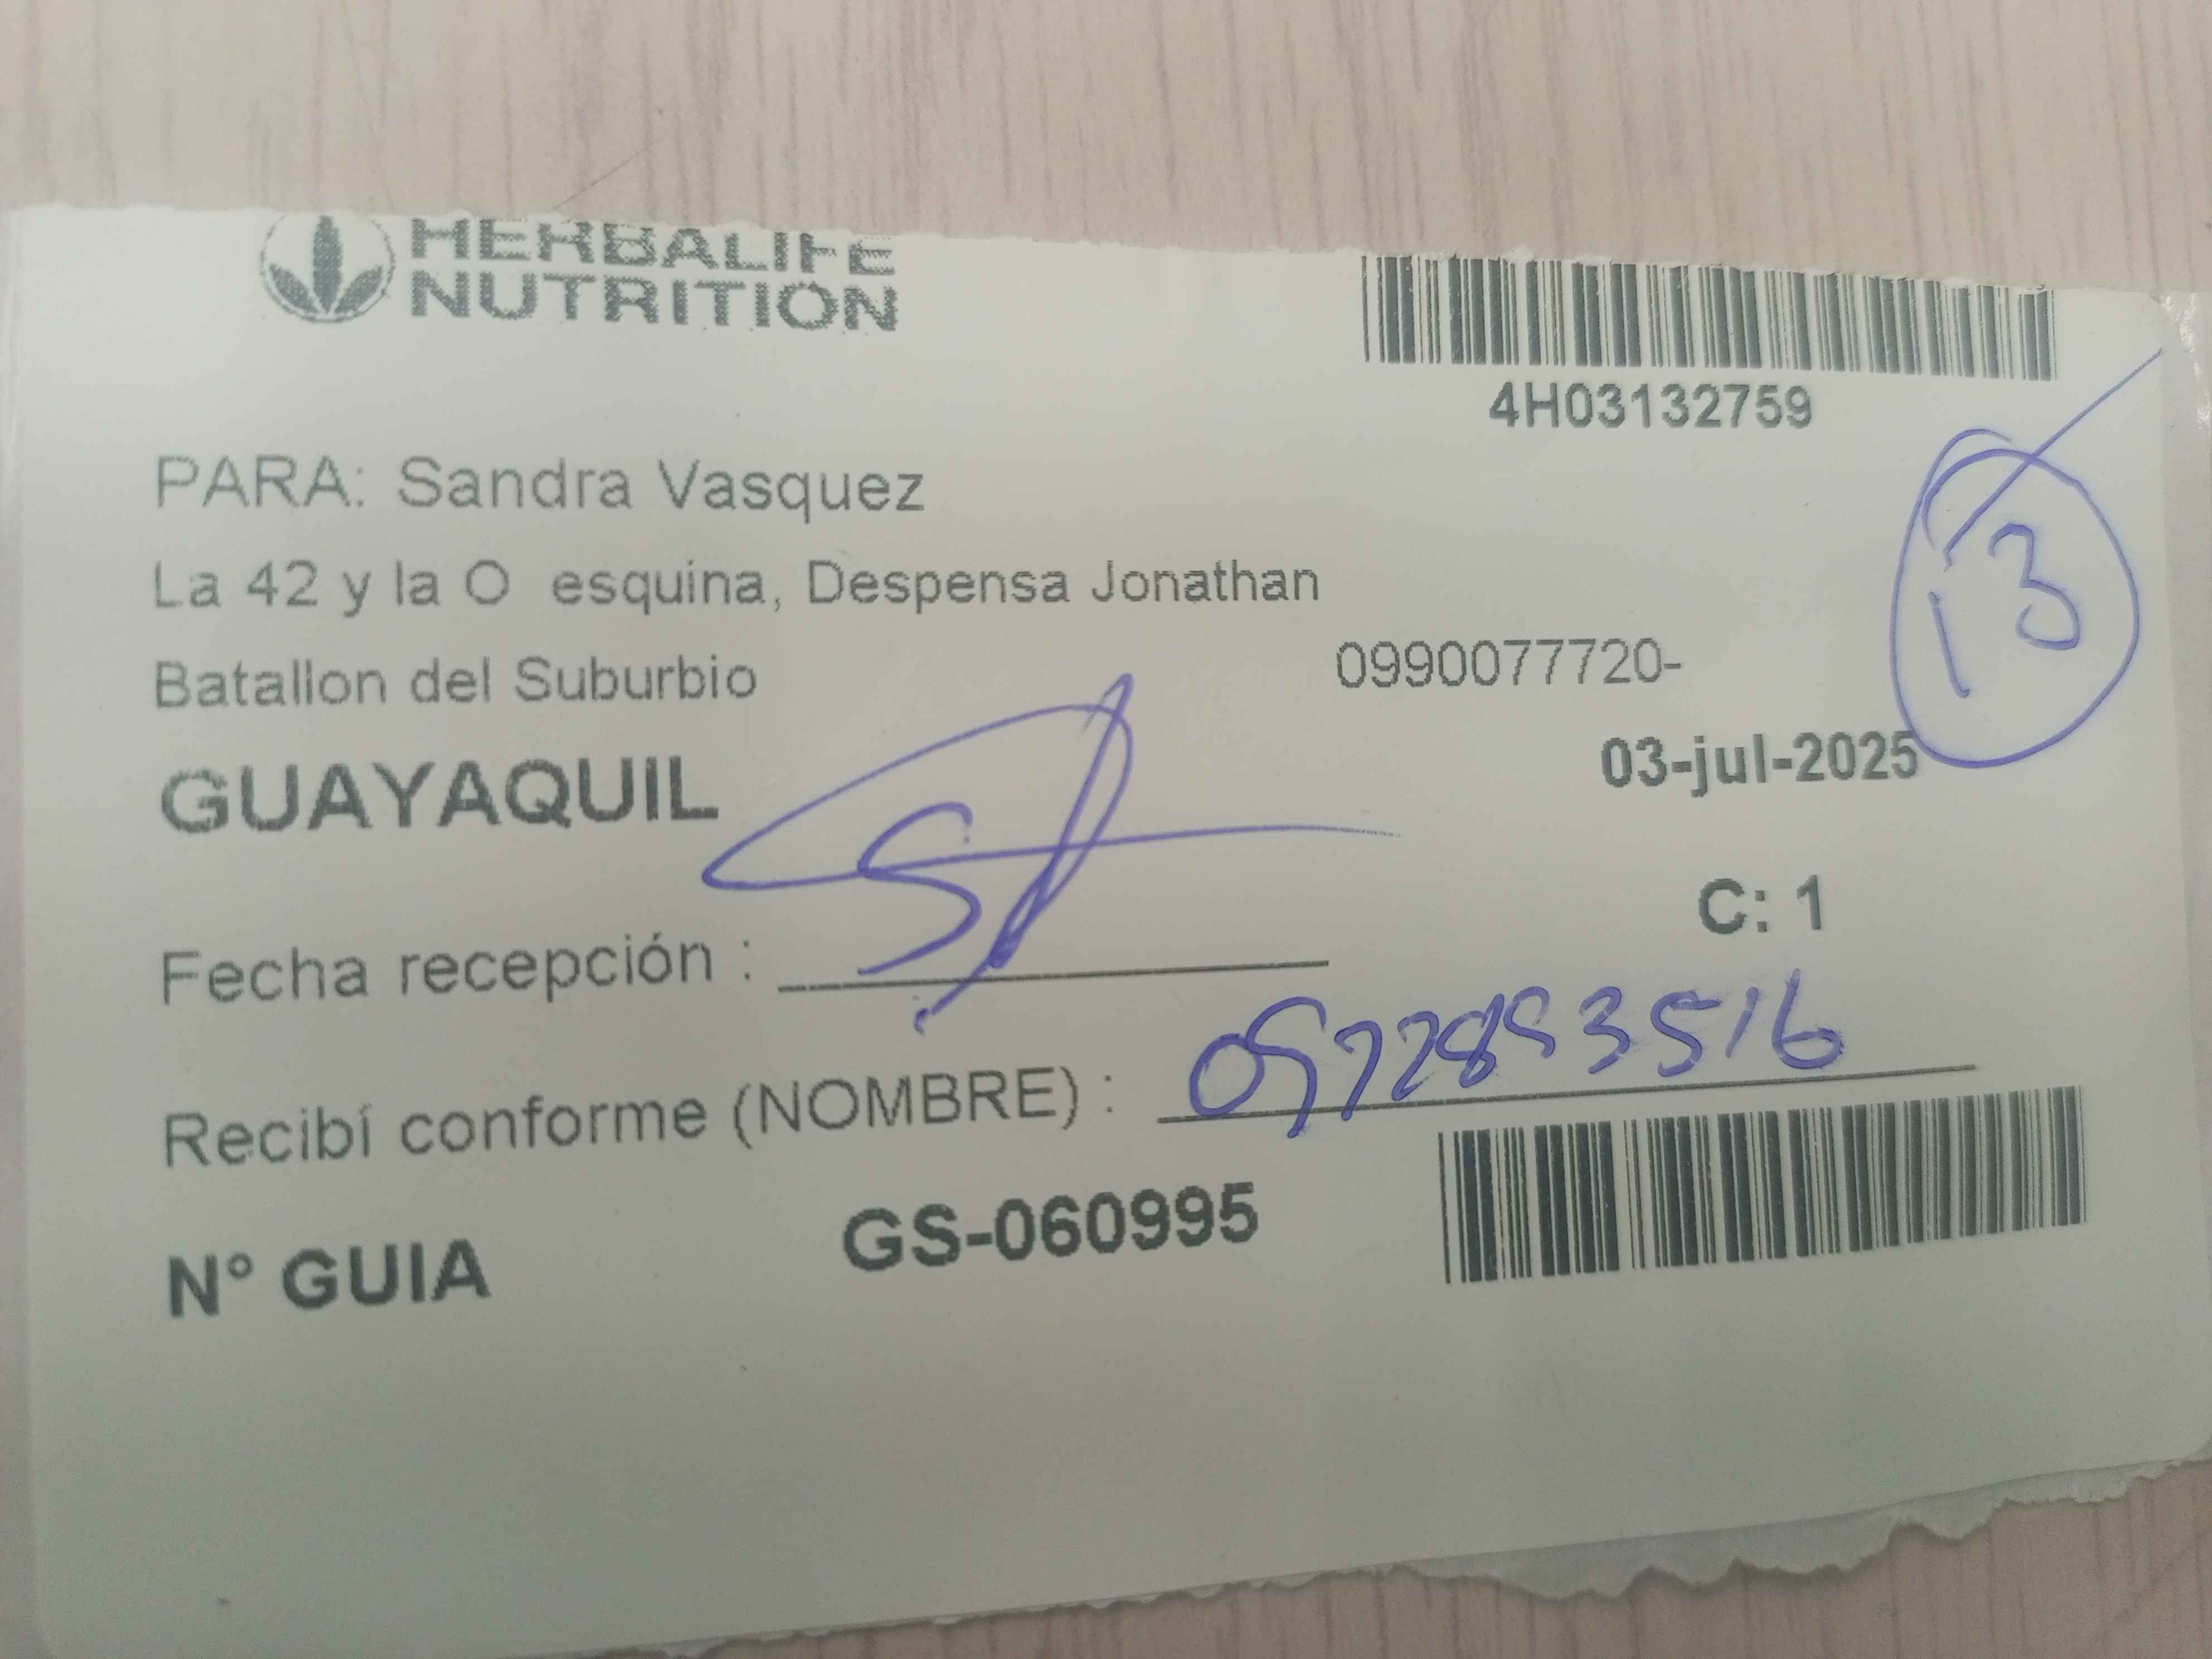 HERBALIFE
NUTRITION
4H03132759
PARA: Sandra Vasquez
La 42 y la O esquina, Despensa Jonathan
Batallon del Suburbio
0990077720-
13
GUAYAQUIL
03-jul-2025
C: 1
Fecha recepción :
Recibí conforme (NOMBRE) :
N° GUIA GS-060995